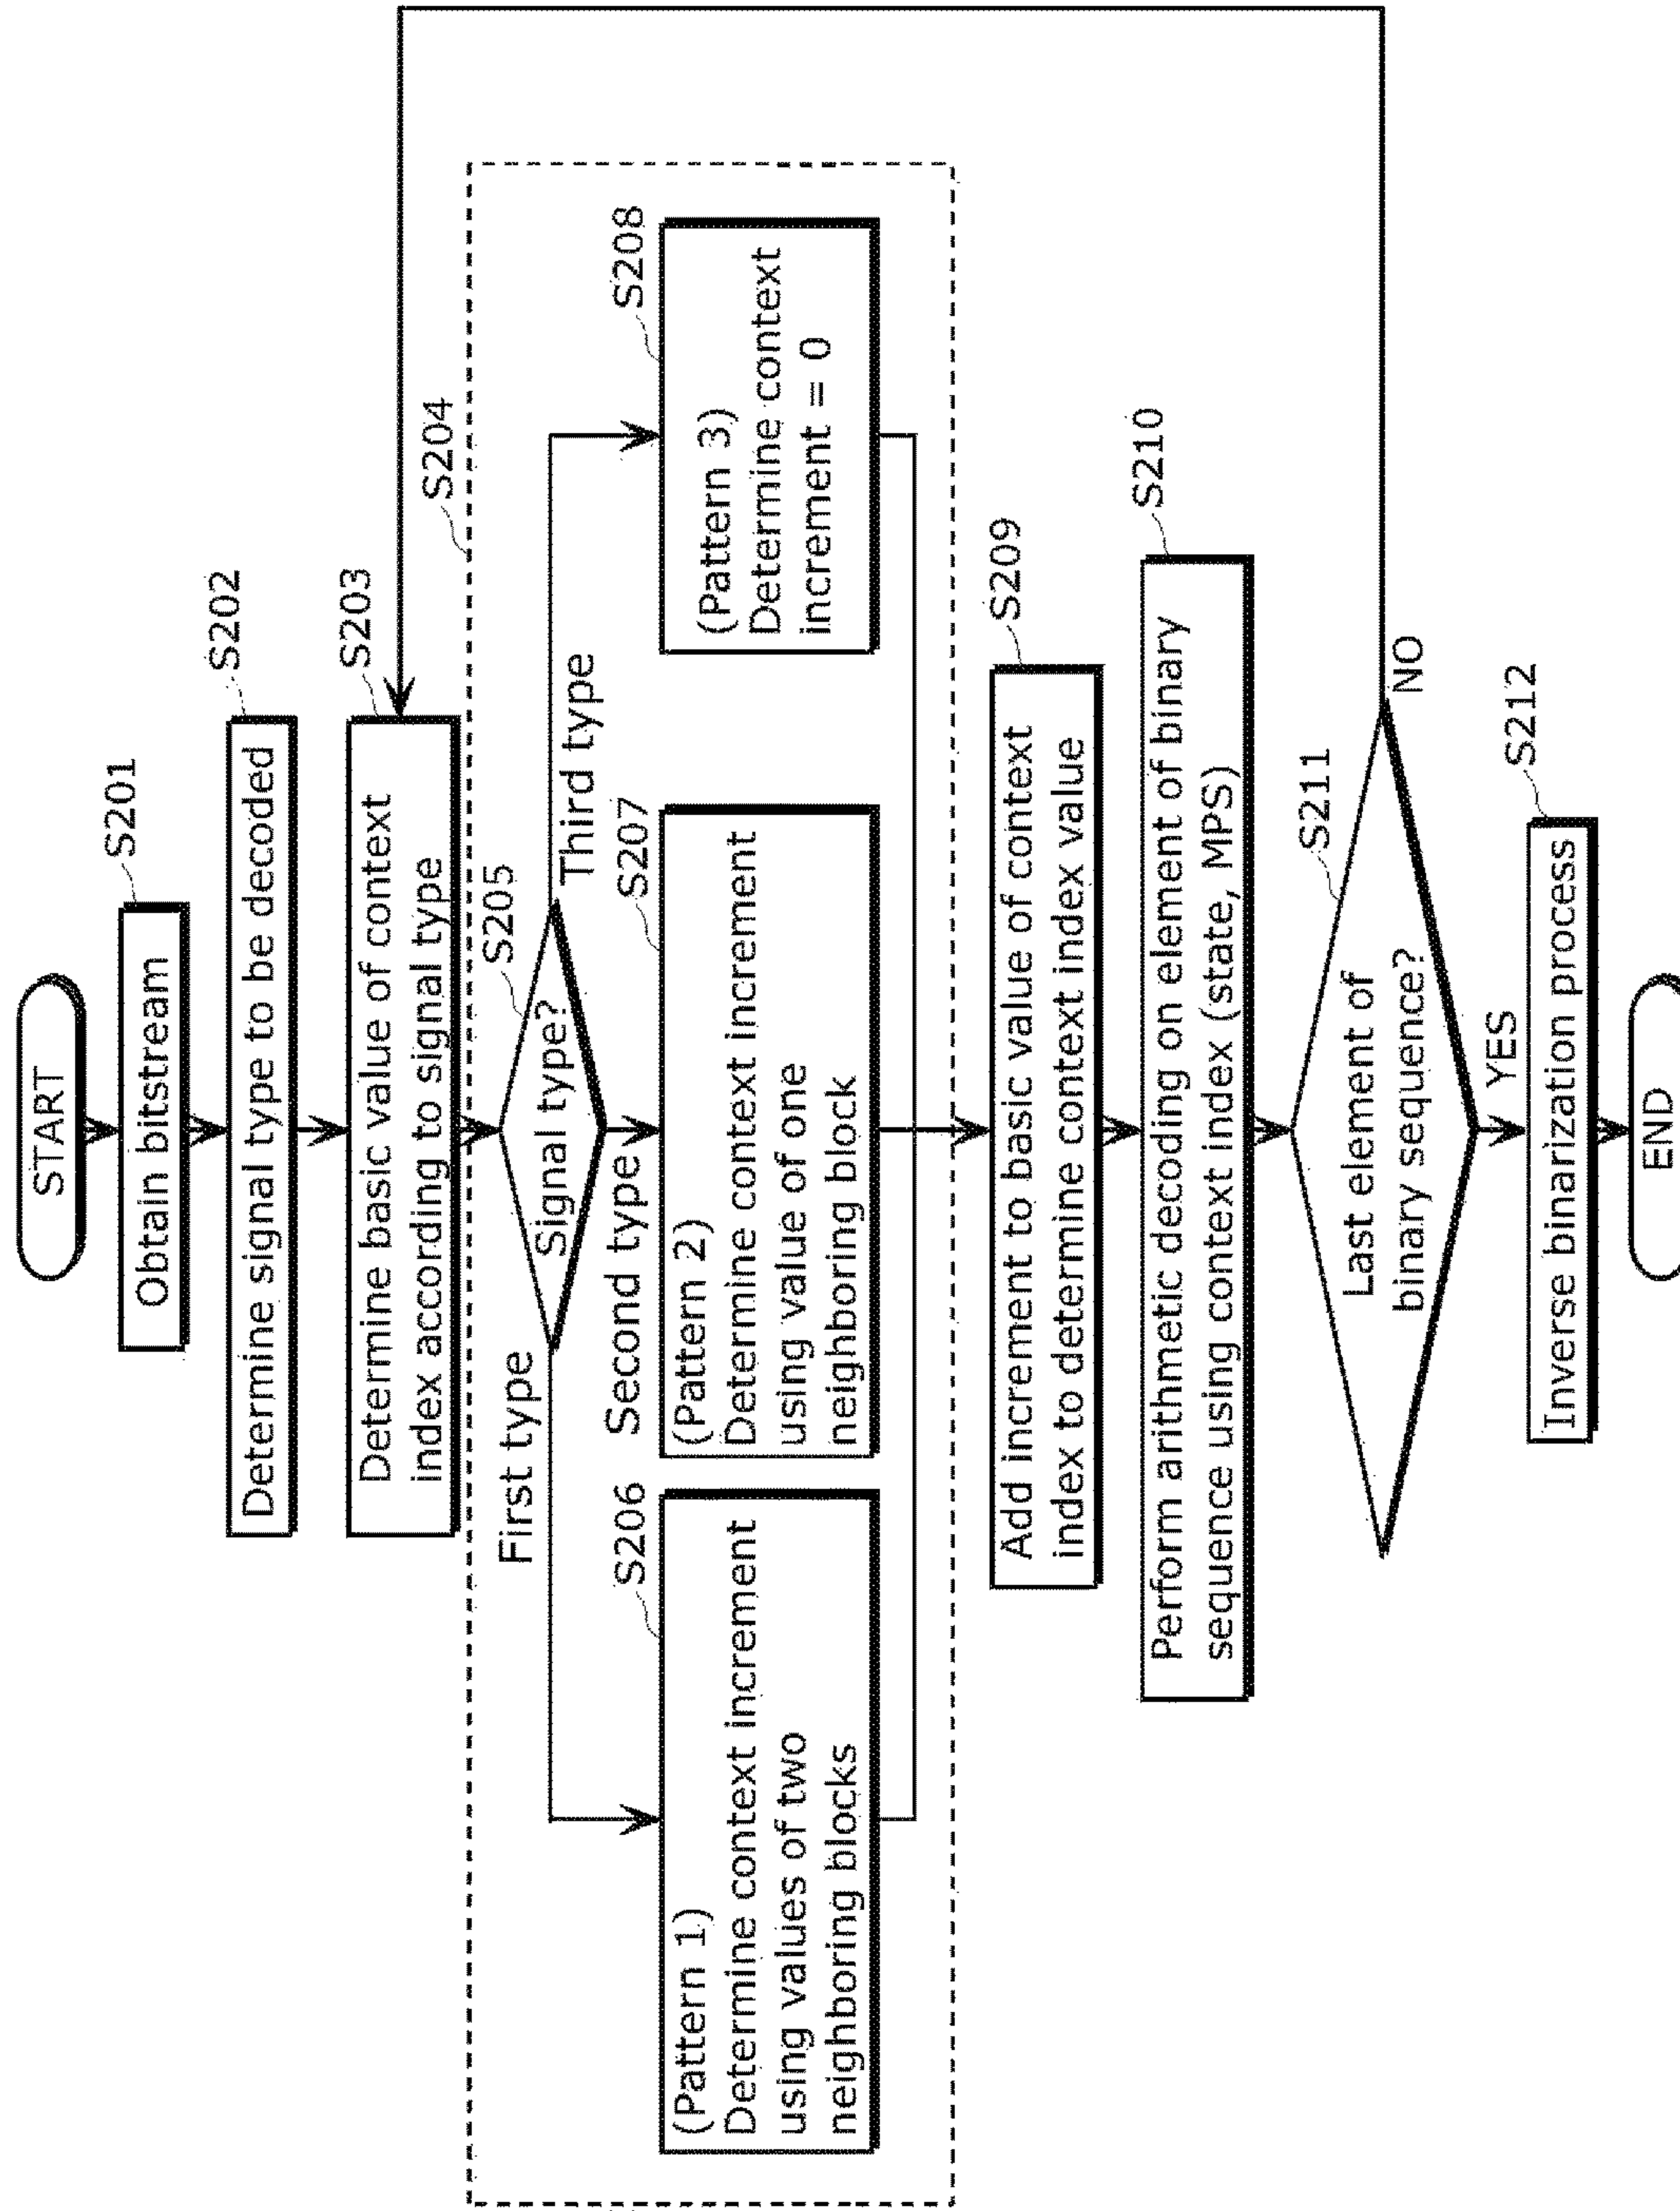 START
S201
Obtain bitstream
S202
Determine signal type to be decoded
S203
Determine basic value of context
index according to signal type
S204
S205
Signal type?
First type
Second type
Third type
S206
(Pattern 1)
Determine context increment
using values of two
neighboring blocks
S207
(Pattern 2)
Determine context increment
using value of one
neighboring block
S208
(Pattern 3)
Determine context
increment = 0
S209
Add increment to basic value of context
index to determine context index value
S210
Perform arithmetic decoding on element of binary
sequence using context index (state, MPS)
S211
Last element of
binary sequence?
NO
YES
S212
Inverse binarization process
END